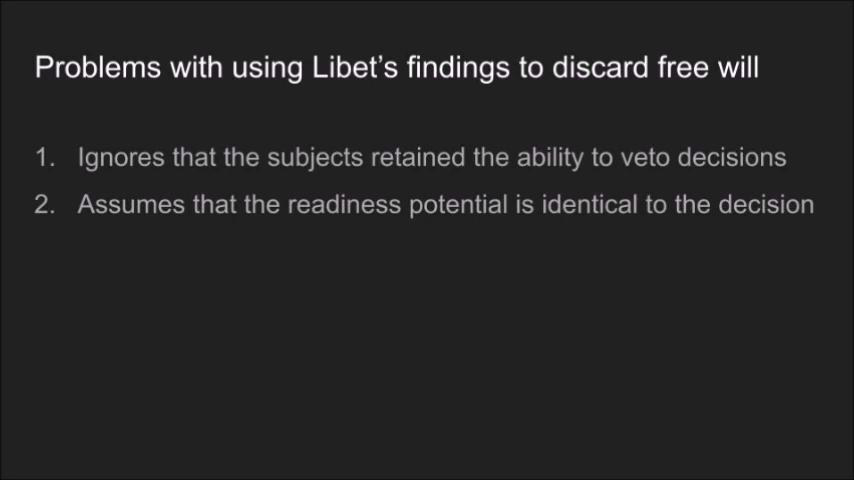 Problems with using Libet’s findings to discard free will
1. Ignores that the subjects retained the ability to veto decisions
2. Assumes that the readiness potential is identical to the decision